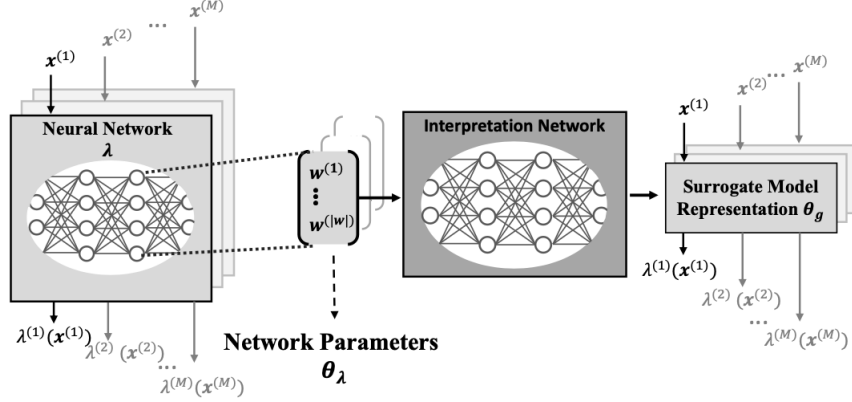 x^(1)
x^(2)
...
x^(M)
Neural Network
λ
λ^(1)(x^(1))
λ^(2) (x^(2))
...
λ^(M)(x^(M))
w^(1)
⋮
w^(|w|)
Network Parameters
θ_λ
Interpretation Network
x^(1)
x^(2)
...
x^(M)
Surrogate Model
Representation θ_g
λ^(1)(x^(1))
λ^(2) (x^(2))
...
λ^(M)(x^(M))